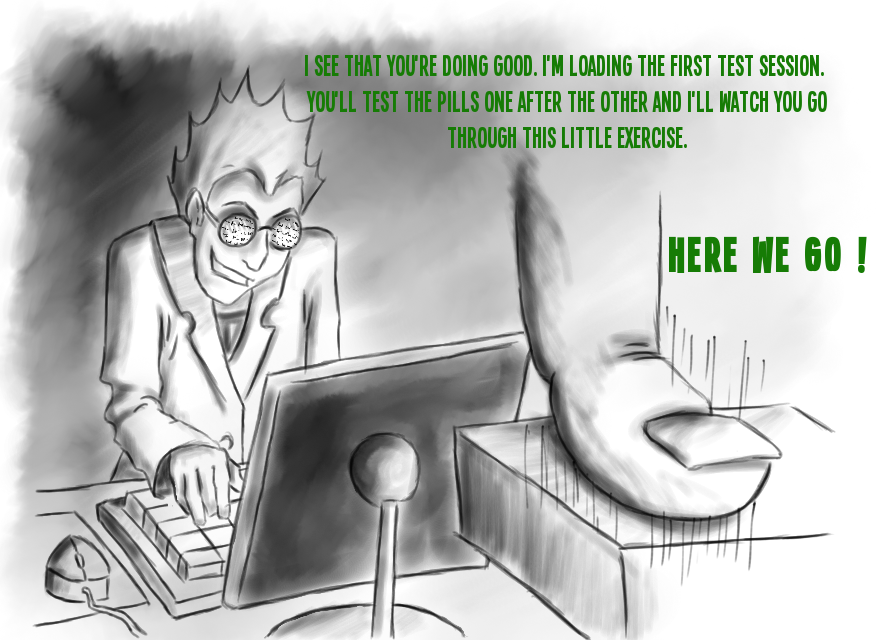 I SEE THAT YOU'RE DOING GOOD. I'M LOADING THE FIRST TEST SESSION.
YOU'LL TEST THE PILLS ONE AFTER THE OTHER AND I'LL WATCH YOU GO
THROUGH THIS LITTLE EXERCISE.
HERE WE GO !